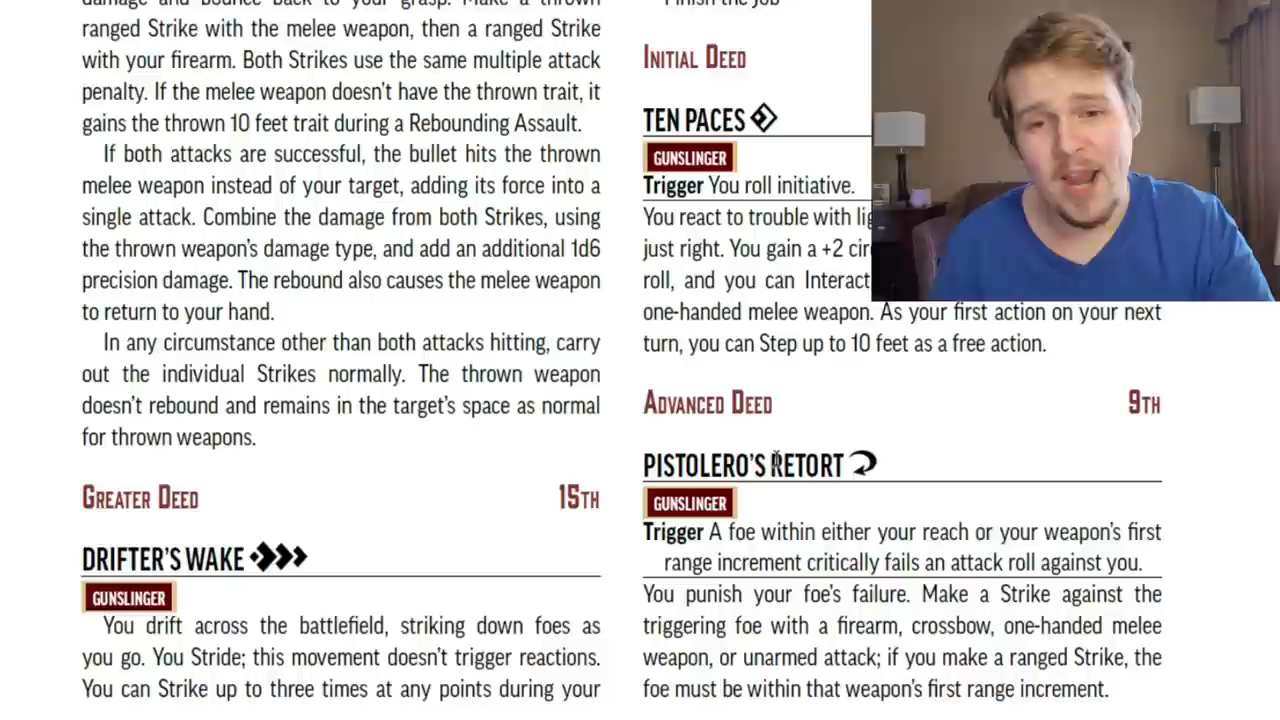 damage and bounce back to your grasp. Make a thrown
ranged Strike with the melee weapon, then a ranged Strike
with your firearm. Both Strikes use the same multiple attack
penalty. If the melee weapon doesn't have the thrown trait, it
gains the thrown 10 feet trait during a Rebounding Assault.
If both attacks are successful, the bullet hits the thrown
melee weapon instead of your target, adding its force into a
single attack. Combine the damage from both Strikes, using
the thrown weapon's damage type, and add an additional 1d6
precision damage. The rebound also causes the melee weapon
to return to your hand.
In any circumstance other than both attacks hitting, carry
out the individual Strikes normally. The thrown weapon
doesn't rebound and remains in the target's space as normal
for thrown weapons.
GREATER DEED 15TH
DRIFTER'S WAKE
GUNSLINGER
You drift across the battlefield, striking down foes as
you go. You Stride; this movement doesn't trigger reactions.
You can Strike up to three times at any points during your
Finish the Job
INITIAL DEED
TEN PACES
GUNSLINGER
Trigger You roll initiative.
You react to trouble with
just right. You gain a +2
roll, and you can Interact
one-handed melee weapon. As your first action on your next
turn, you can Step up to 10 feet as a free action.
ADVANCED DEED 9TH
PISTOLERO'S RETORT
GUNSLINGER
Trigger A foe within either your reach or your weapon's first
range increment critically fails an attack roll against you.
You punish your foe's failure. Make a Strike against the
triggering foe with a firearm, crossbow, one-handed melee
weapon, or unarmed attack; if you make a ranged Strike, the
foe must be within that weapon's first range increment.